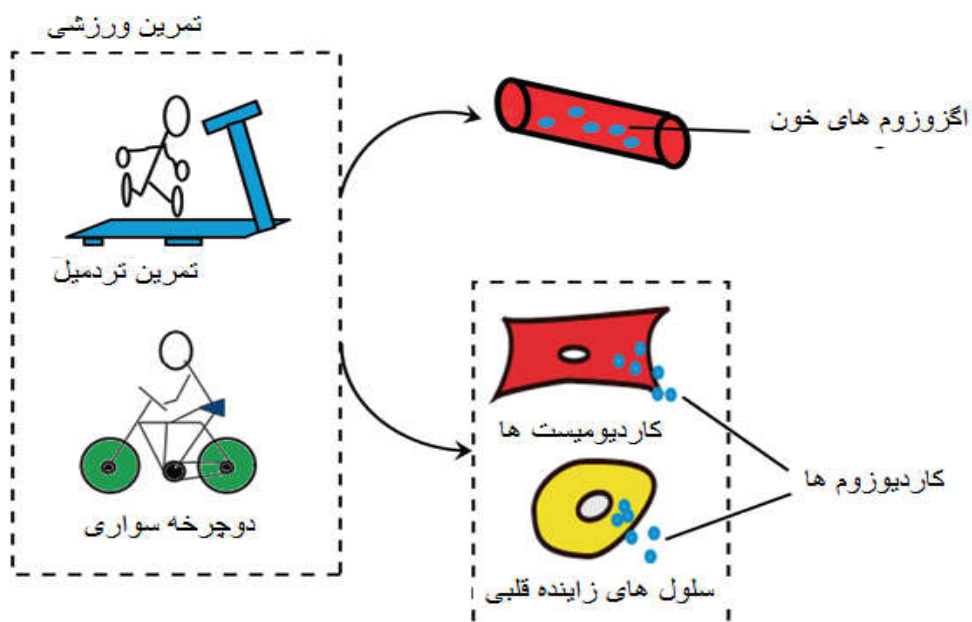 تمرین ورزشی
اگزوزوم های خون
تمرین تردمیل
کاردیومیست ها
کاردیوزوم ها
دوچرخه سواری
سلول های زاینده قلبی